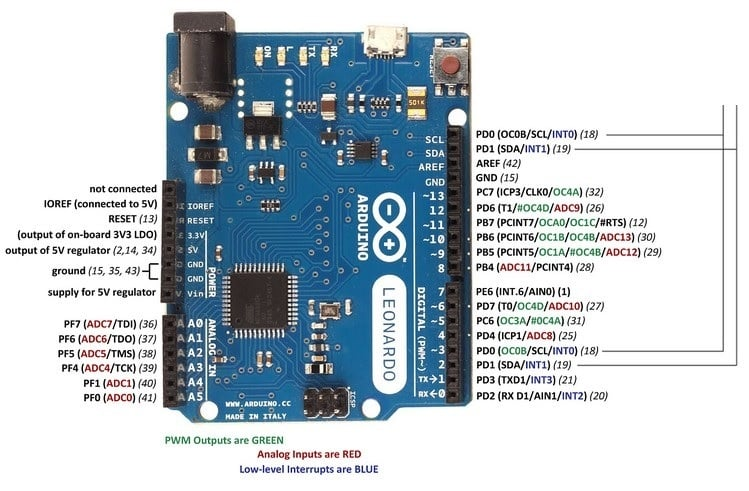 ON
L
TX
RX
RESET
501K
M7
PD0 (OC0B/SCL/INT0) (18)
PD1 (SDA/INT1) (19)
AREF (42)
GND (15)
PC7 (ICP3/CLK0/OC4A) (32)
PD6 (T1/#OC4D/ADC9) (26)
PB7 (PCINT7/OCA0/OC1C/#RTS) (12)
PB6 (PCINT6/OC1B/OC4B/ADC13) (30)
PB5 (PCINT5/OC1A/#OC4B/ADC12) (29)
PB4 (ADC11/PCINT4) (28)
PE6 (INT.6/AIN0) (1)
PD7 (T0/OC4D/ADC10) (27)
PC6 (OC3A/#0C4A) (31)
PD4 (ICP1/ADC8) (25)
PD0 (OC0B/SCL/INT0) (18)
PD1 (SDA/INT1) (19)
PD3 (TXD1/INT3) (21)
PD2 (RX D1/AIN1/INT2) (20)
SCL
SDA
AREF
GND
~13
12
~11
~10
~9
8
7
~6
~5
4
~3
2
TX→1
RX←0
DIGITAL (PWM~)
ARDUINO
LEONARDO
not connected
IOREF (connected to 5V)
RESET (13)
(output of on-board 3V3 LDO)
output of 5V regulator (2,14, 34)
ground (15, 35, 43)
supply for 5V regulator
PF7 (ADC7/TDI) (36)
PF6 (ADC6/TDO) (37)
PF5 (ADC5/TMS) (38)
PF4 (ADC4/TCK) (39)
PF1 (ADC1) (40)
PF0 (ADC0) (41)
IOREF
RESET
3.3V
5V
GND
GND
Vin
POWER
A0
A1
A2
A3
A4
A5
ANALOG IN
WWW.ARDUINO.CC
MADE IN ITALY
ICSP
PWM Outputs are GREEN
Analog Inputs are RED
Low-level Interrupts are BLUE